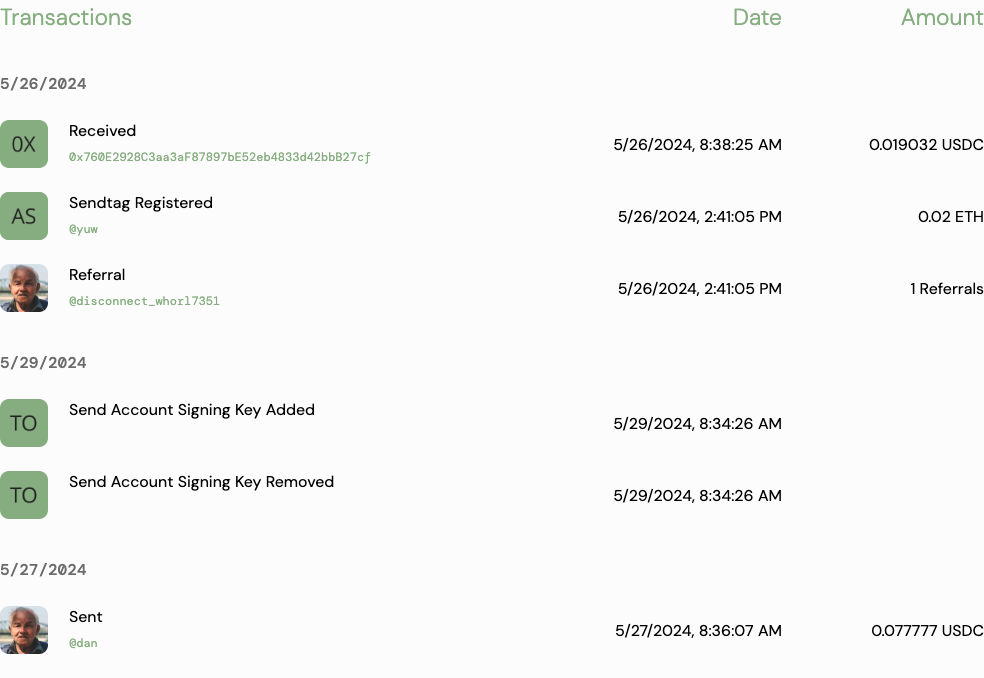 Transactions Date Amount
5/26/2024
0X
Received
0x760E2928C3aa3aF87897bE52eb4833d42bbB27cf
5/26/2024, 8:38:25 AM
0.019032 USDC
AS
Sendtag Registered
@yuw
5/26/2024, 2:41:05 PM
0.02 ETH
Referral
@disconnect_whorl7351
5/26/2024, 2:41:05 PM
1 Referrals
5/29/2024
TO
Send Account Signing Key Added
5/29/2024, 8:34:26 AM
TO
Send Account Signing Key Removed
5/29/2024, 8:34:26 AM
5/27/2024
Sent
@dan
5/27/2024, 8:36:07 AM
0.077777 USDC